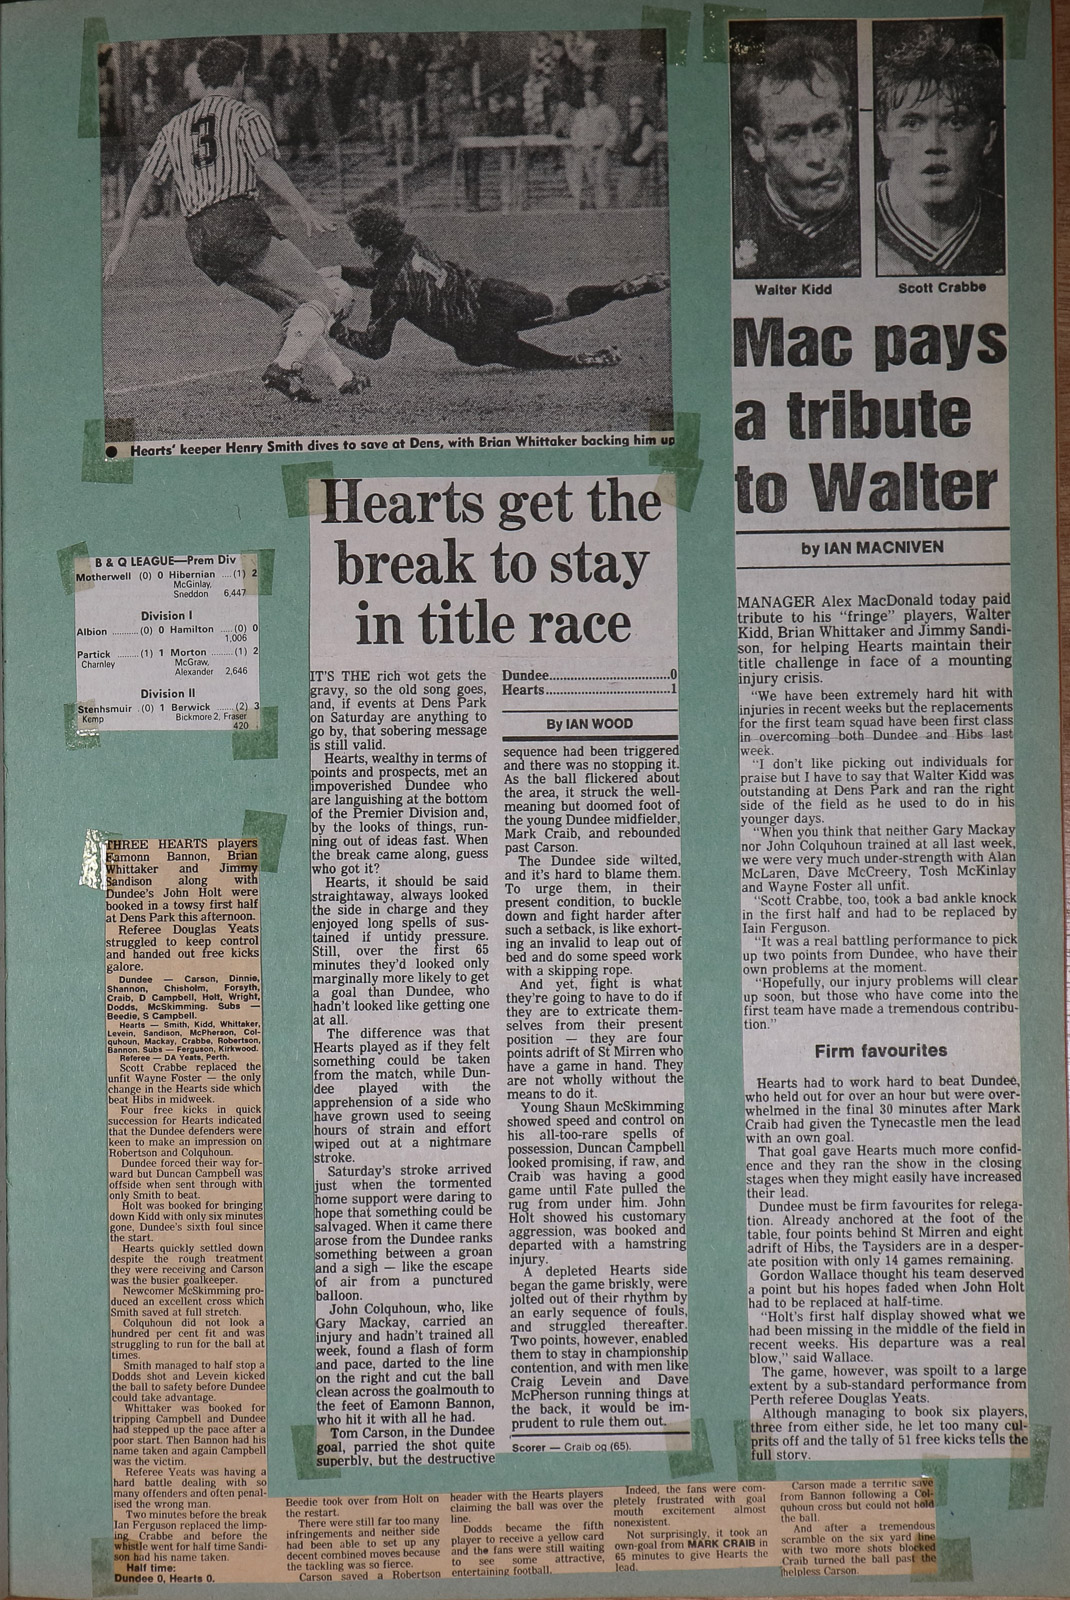 3
1
Hearts' keeper Henry Smith dives to save at Dens, with Brian Whittaker backing him up
Walter Kidd
Scott Crabbe
Mac pays
a tribute
to Walter
by IAN MACNIVEN
MANAGER Alex MacDonald today paid
tribute to his "fringe" players, Walter
Kidd, Brian Whittaker and Jimmy Sandi-
son, for helping Hearts maintain their
title challenge in face of a mounting
injury crisis.
"We have been extremely hard hit with
injuries in recent weeks but the replacements
for the first team squad have been first class
in overcoming both Dundee and Hibs last
week.
"I don't like picking out individuals for
praise but I have to say that Walter Kidd was
outstanding at Dens Park and ran the right
side of the field as he used to do in his
younger days.
"When you think that neither Gary Mackay
nor John Colquhoun trained at all last week,
we were very much under-strength with Alan
McLaren, Dave McCreery, Tosh McKinlay
and Wayne Foster all unfit.
"Scott Crabbe, too, took a bad ankle knock
in the first half and had to be replaced by
Iain Ferguson.
"It was a real battling performance to pick
up two points from Dundee, who have their
own problems at the moment.
"Hopefully, our injury problems will clear
up soon, but those who have come into the
first team have made a tremendous contribu-
tion."
Firm favourites
Hearts had to work hard to beat Dundee,
who held out for over an hour but were over-
whelmed in the final 30 minutes after Mark
Craib had given the Tynecastle men the lead
with an own goal.
That goal gave Hearts much more confid-
ence and they ran the show in the closing
stages when they might easily have increased
their lead.
Dundee must be firm favourites for relega-
tion. Already anchored at the foot of the
table, four points behind St Mirren and eight
adrift of Hibs, the Taysiders are in a desper-
ate position with only 14 games remaining.
Gordon Wallace thought his team deserved
a point but his hopes faded when John Holt
had to be replaced at half-time.
"Holt's first half display showed what we
had been missing in the middle of the field in
recent weeks. His departure was a real
blow," said Wallace.
The game, however, was spoilt to a large
extent by a sub-standard performance from
Perth referee Douglas Yeats.
Although managing to book six players,
three from either side, he let too many cul-
prits off and the tally of 51 free kicks tells the
full story.
Hearts get the
break to stay
in title race
IT'S THE rich wot gets the
gravy, so the old song goes,
and, if events at Dens Park
on Saturday are anything to
go by, that sobering message
is still valid.
Hearts, wealthy in terms of
points and prospects, met an
impoverished Dundee who
are languishing at the bottom
of the Premier Division and,
by the looks of things, run-
ning out of ideas fast. When
the break came along, guess
who got it?
Hearts, it should be said
straightaway, always looked
the side in charge and they
enjoyed long spells of sus-
tained if untidy pressure.
Still, over the first 65
minutes they'd looked only
marginally more likely to get
a goal than Dundee, who
hadn't looked like getting one
at all.
The difference was that
Hearts played as if they felt
something could be taken
from the match, while Dun-
dee played with the
apprehension of a side who
have grown used to seeing
hours of strain and effort
wiped out at a nightmare
stroke.
Saturday's stroke arrived
just when the tormented
home support were daring to
hope that something could be
salvaged. When it came there
arose from the Dundee ranks
something between a groan
and a sigh — like the escape
of air from a punctured
balloon.
John Colquhoun, who, like
Gary Mackay, carried an
injury and hadn't trained all
week, found a flash of form
and pace, darted to the line
on the right and cut the ball
clean across the goalmouth to
the feet of Eamonn Bannon,
who hit it with all he had.
Tom Carson, in the Dundee
goal, parried the shot quite
superbly, but the destructive
Dundee..............................0
Hearts...............................1
By IAN WOOD
sequence had been triggered
and there was no stopping it.
As the ball flickered about
the area, it struck the well-
meaning but doomed foot of
the young Dundee midfielder,
Mark Craib, and rebounded
past Carson.
The Dundee side wilted,
and it's hard to blame them.
To urge them, in their
present condition, to buckle
down and fight harder after
such a setback, is like exhort-
ing an invalid to leap out of
bed and do some speed work
with a skipping rope.
And yet, fight is what
they're going to have to do if
they are to extricate them-
selves from their present
position — they are four
points adrift of St Mirren who
have a game in hand. They
are not wholly without the
means to do it.
Young Shaun McSkimming
showed speed and control on
his all-too-rare spells of
possession, Duncan Campbell
looked promising, if raw, and
Craib was having a good
game until Fate pulled the
rug from under him. John
Holt showed his customary
aggression, was booked and
departed with a hamstring
injury.
A depleted Hearts side
began the game briskly, were
jolted out of their rhythm by
an early sequence of fouls,
and struggled thereafter.
Two points, however, enabled
them to stay in championship
contention, and with men like
Craig Levein and Dave
McPherson running things at
the back, it would be im-
prudent to rule them out.
Scorer — Craib og (65).
B & Q LEAGUE—Prem Div
Motherwell (0) 0 Hibernian ....(1) 2
McGinlay,
Sneddon 6,447
Division I
Albion ..........(0) 0 Hamilton .....(0) 0
1,006
Partick .........(1) 1 Morton ........(1) 2
Charnley McGraw,
Alexander 2,646
Division II
Stenhsmuir .(0) 1 Berwick ......(2) 3
Kemp Bickmore 2, Fraser
420
THREE HEARTS players
Eamonn Bannon, Brian
Whittaker and Jimmy
Sandison along with
Dundee's John Holt were
booked in a towsy first half
at Dens Park this afternoon.
Referee Douglas Yeats
struggled to keep control
and handed out free kicks
galore.
Dundee — Carson, Dinnie,
Shannon, Chisholm, Forsyth,
Craib, D Campbell, Holt, Wright,
Dodds, McSkimming. Subs —
Beedie, S Campbell.
Hearts — Smith, Kidd, Whittaker,
Levein, Sandison, McPherson, Col-
quhoun, Mackay, Crabbe, Robertson,
Bannon. Subs — Ferguson, Kirkwood.
Referee — DA Yeats, Perth.
Scott Crabbe replaced the
unfit Wayne Foster — the only
change in the Hearts side which
beat Hibs in midweek.
Four free kicks in quick
succession for Hearts indicated
that the Dundee defenders were
keen to make an impression on
Robertson and Colquhoun.
Dundee forced their way for-
ward but Duncan Campbell was
offside when sent through with
only Smith to beat.
Holt was booked for bringing
down Kidd with only six minutes
gone, Dundee's sixth foul since
the start.
Hearts quickly settled down
despite the rough treatment
they were receiving and Carson
was the busier goalkeeper.
Newcomer McSkimming pro-
duced an excellent cross which
Smith saved at full stretch.
Colquhoun did not look a
hundred per cent fit and was
struggling to run for the ball at
times.
Smith managed to half stop a
Dodds shot and Levein kicked
the ball to safety before Dundee
could take advantage.
Whittaker was booked for
tripping Campbell and Dundee
had stepped up the pace after a
poor start. Then Bannon had his
name taken and again Campbell
was the victim.
Referee Yeats was having a
hard battle dealing with so
many offenders and often penal-
ised the wrong man.
Two minutes before the break
Ian Ferguson replaced the limp-
ing Crabbe and before the
whistle went for half time Sandi-
son had his name taken.
Half time:
Dundee 0, Hearts 0.
Beedie took over from Holt on
the restart.
There were still far too many
infringements and neither side
had been able to set up any
decent combined moves because
the tackling was so fierce.
Carson saved a Robertson
header with the Hearts players
claiming the ball was over the
line.
Dodds became the fifth
player to receive a yellow card
and the fans were still waiting
to see some attractive,
entertaining football.
Indeed, the fans were com-
pletely frustrated with goal
mouth excitement almost
nonexistent.
Not surprisingly, it took an
own-goal from MARK CRAIB in
65 minutes to give Hearts the
lead.
Carson made a terrific save
from Bannon following a Col-
quhoun cross but could not hold
the ball.
And after a tremendous
scramble on the six yard line
with two more shots blocked
Craib turned the ball past the
helpless Carson.